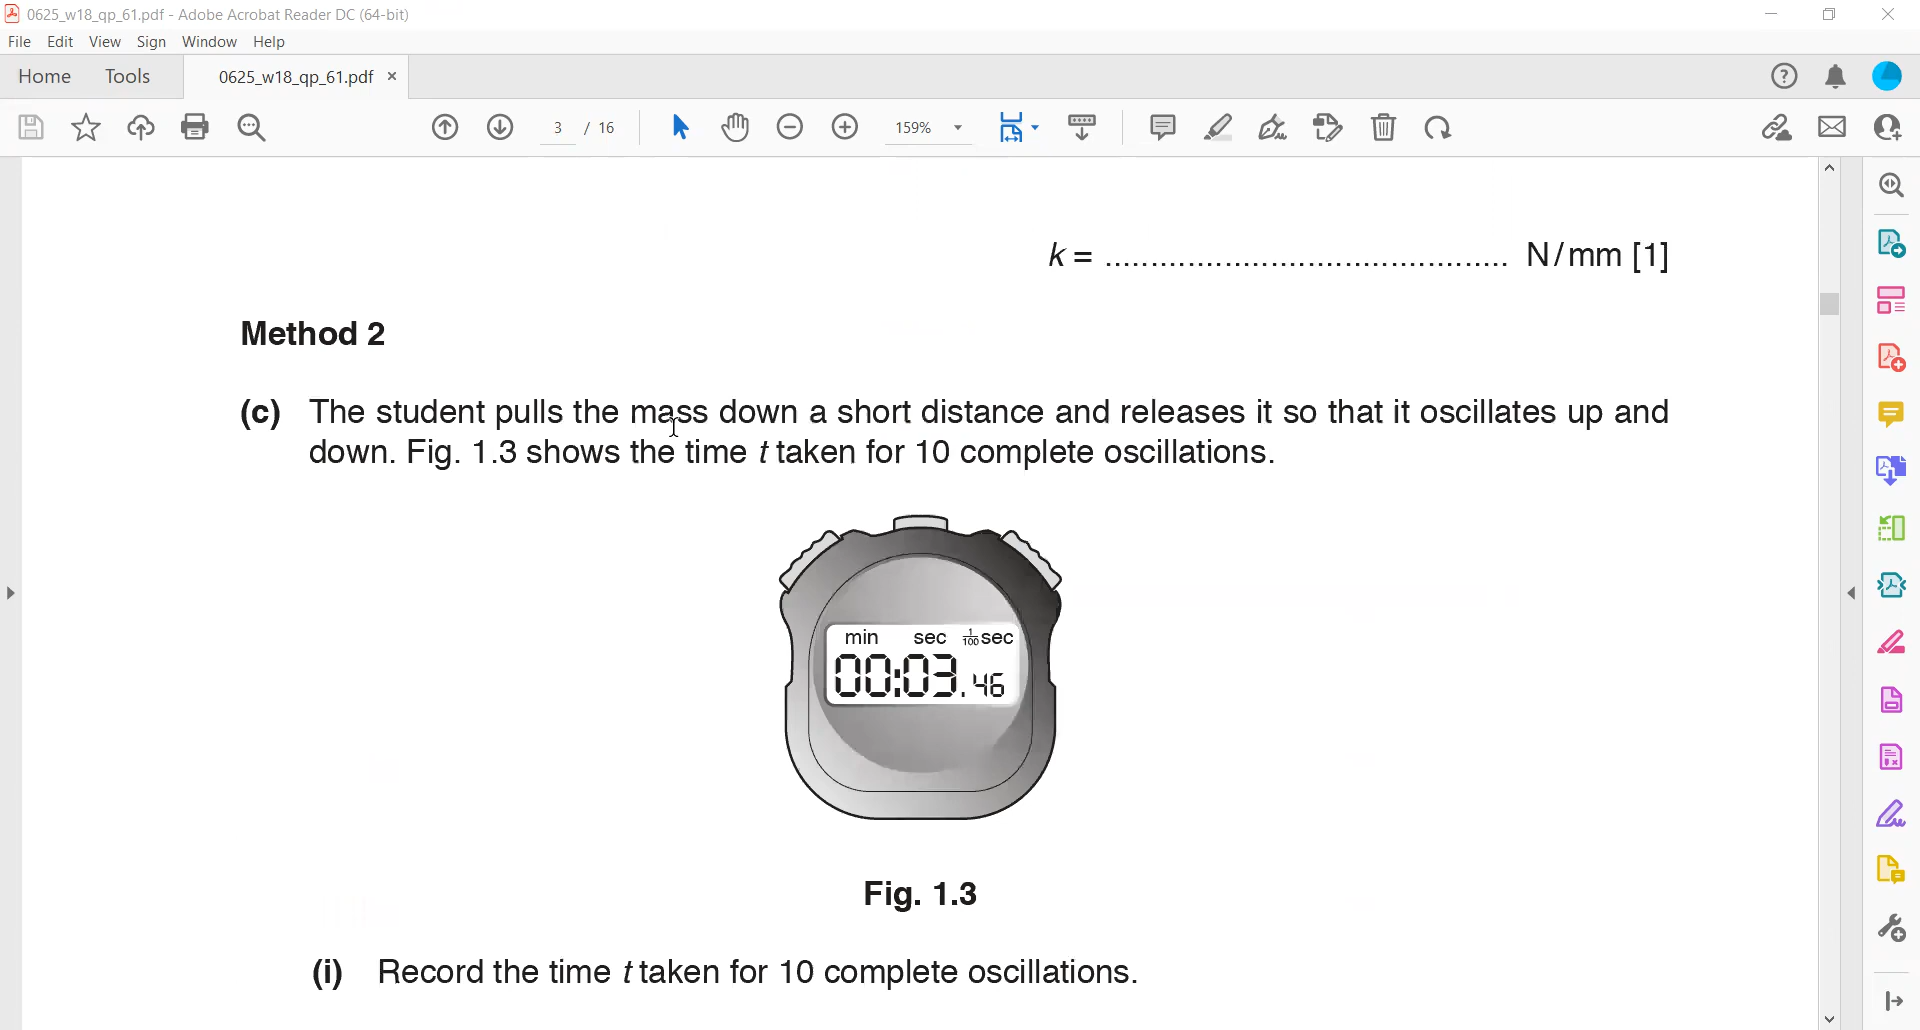 0625_w18_qp_61.pdf - Adobe Acrobat Reader DC (64-bit)
File Edit View Sign Window Help
Home Tools 0625_w18_qp_61.pdf ×
3 / 16 159%
k = ............................................ N/mm [1]
Method 2
(c) The student pulls the mass down a short distance and releases it so that it oscillates up and
down. Fig. 1.3 shows the time t taken for 10 complete oscillations.
min sec 1/100 sec
00:03.46
Fig. 1.3
(i) Record the time t taken for 10 complete oscillations.